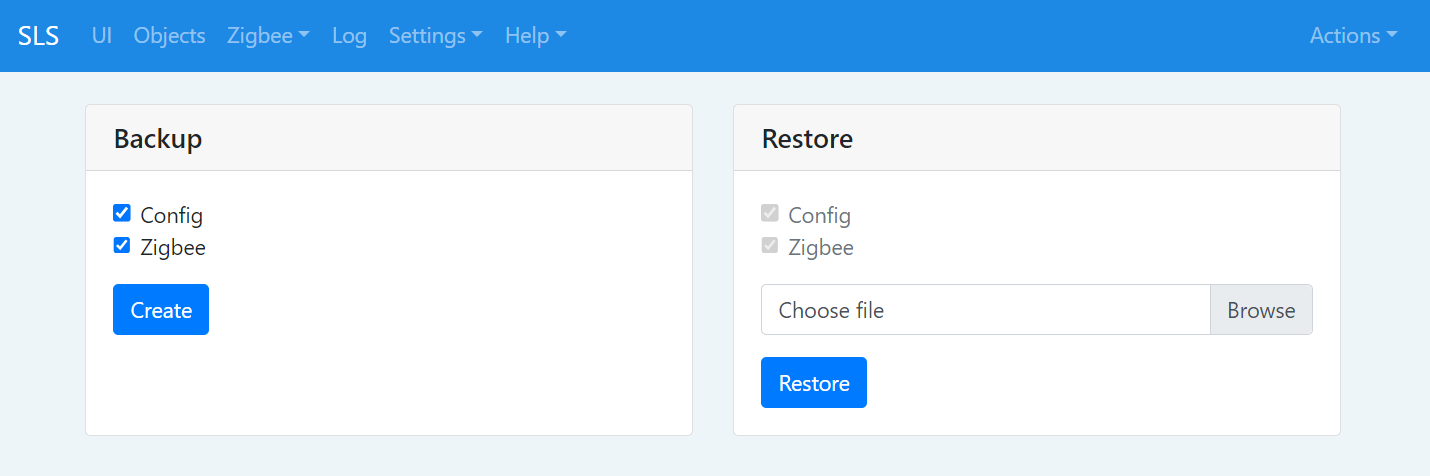 SLS UI Objects Zigbee Log Settings Help Actions
Backup
Config
Zigbee
Create
Restore
Config
Zigbee
Choose file Browse
Restore